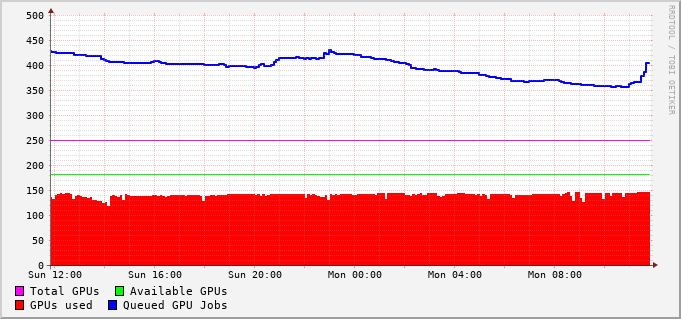 500
450
400
350
300
250
200
150
100
50
0
Sun 12:00 Sun 16:00 Sun 20:00 Mon 00:00 Mon 04:00 Mon 08:00
Total GPUs Available GPUs
GPUs used Queued GPU Jobs
RRDTOOL / TOBI OETIKER